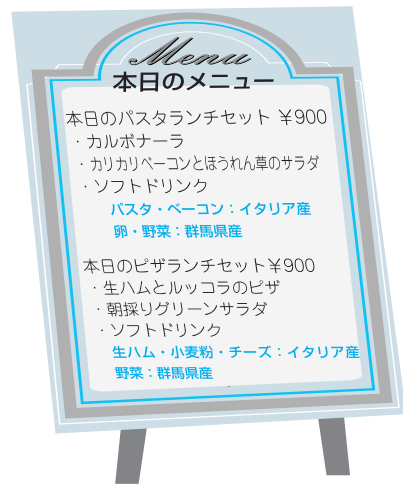 Menu
本日のメニュー
本日のパスタランチセット ￥900
・カルボナーラ
・カリカリベーコンとほうれん草のサラダ
・ソフトドリンク
パスタ・ベーコン：イタリア産
卵・野菜：群馬県産
本日のピザランチセット￥900
・生ハムとルッコラのピザ
・朝採りグリーンサラダ
・ソフトドリンク
生ハム・小麦粉・チーズ：イタリア産
野菜：群馬県産